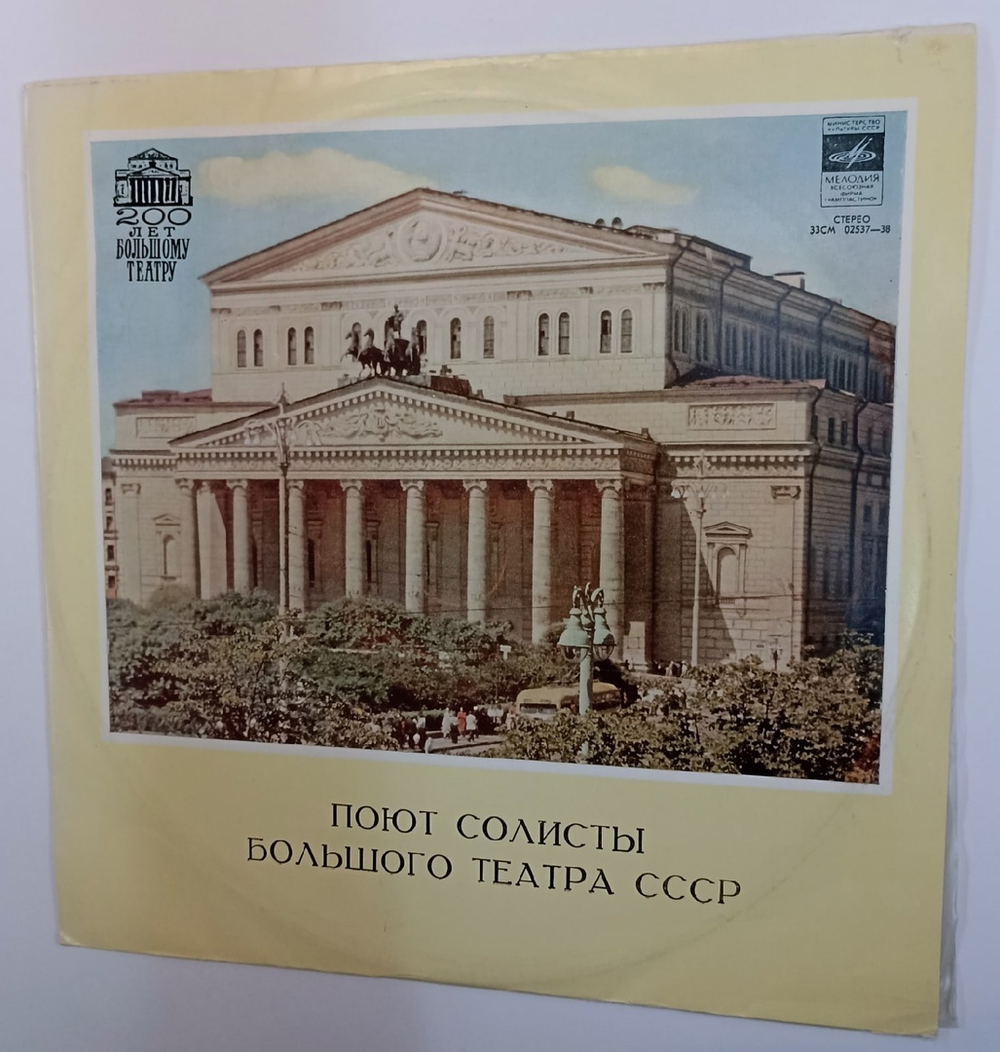 200
ЛЕТ
БОЛЬШОМУ
ТЕАТРУ
МИНИСТЕРСТВО
КУЛЬТУРЫ СССР
МЕЛОДИЯ
ВСЕСОЮЗНАЯ
ФИРМА
ГРАМПЛАСТИНОК
СТЕРЕО
33СМ 02537—38
ПОЮТ СОЛИСТЫ
БОЛЬШОГО ТЕАТРА СССР